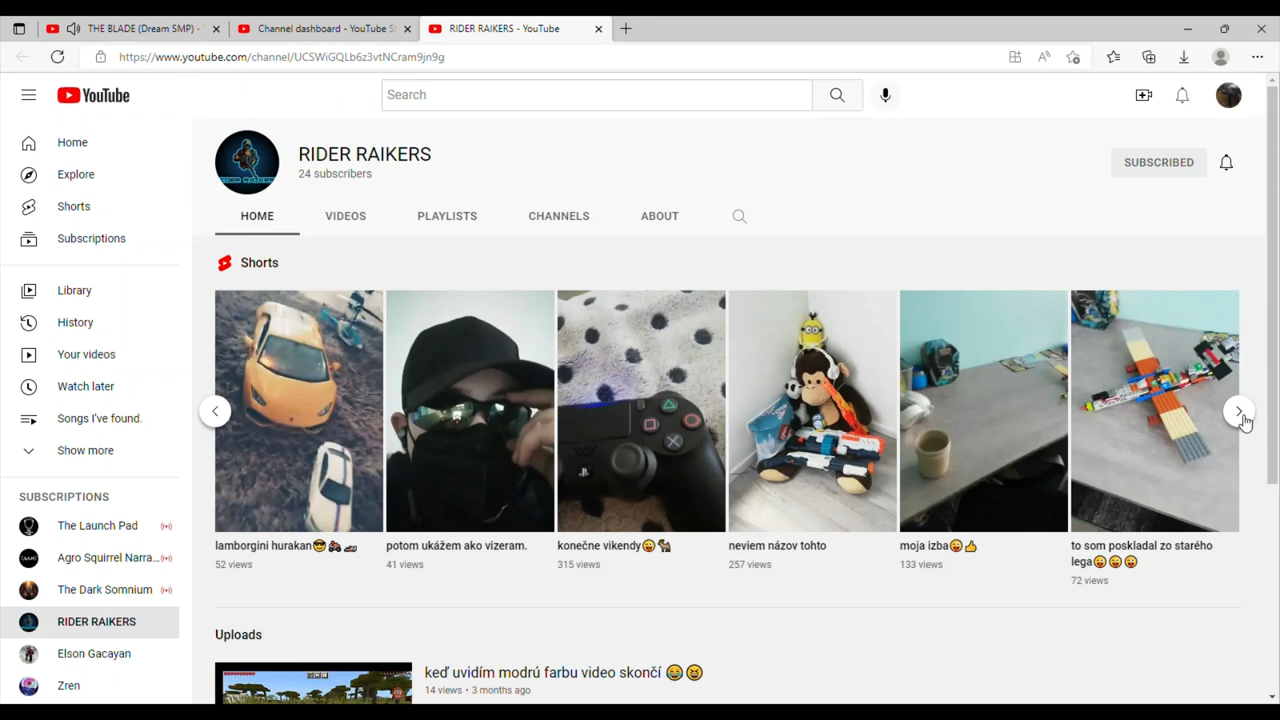 THE BLADE (Dream SMP) -
Channel dashboard - YouTube S
RIDER RAIKERS - YouTube
https://www.youtube.com/channel/UCSWiGQLb6z3vtNCram9jn9g
YouTube
Search
Home
Explore
Shorts
Subscriptions
Library
History
Your videos
Watch later
Songs I've found.
Show more
SUBSCRIPTIONS
The Launch Pad
Agro Squirrel Narra...
The Dark Somnium
RIDER RAIKERS
Elson Gacayan
Zren
RIDER RAIKERS
24 subscribers
SUBSCRIBED
HOME VIDEOS PLAYLISTS CHANNELS ABOUT
Shorts
lamborgini hurakan😎🏍🏎
52 views
potom ukážem ako vizeram.
41 views
konečne vikendy😜🐪
315 views
neviem názov tohto
257 views
moja izba😜👍
133 views
to som poskladal zo starého
lega😜😜😜
72 views
Uploads
keď uvidím modrú farbu video skončí 😂😆
14 views • 3 months ago